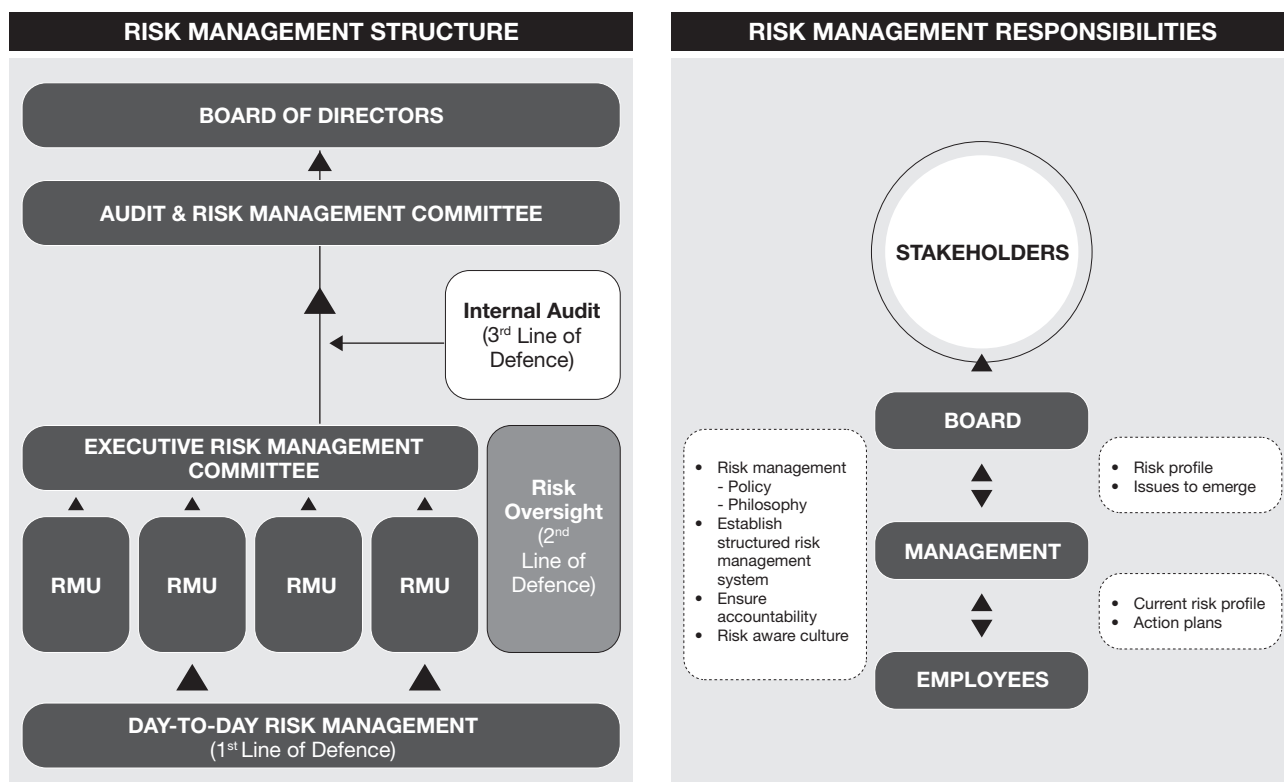 RISK MANAGEMENT STRUCTURE
BOARD OF DIRECTORS
AUDIT & RISK MANAGEMENT COMMITTEE
Internal Audit
(3rd Line of
Defence)
EXECUTIVE RISK MANAGEMENT
COMMITTEE
Risk
Oversight
(2nd
Line of
Defence)
RMU
RMU
RMU
RMU
DAY-TO-DAY RISK MANAGEMENT
(1st Line of Defence)
RISK MANAGEMENT RESPONSIBILITIES
STAKEHOLDERS
BOARD
• Risk management
- Policy
- Philosophy
• Establish
structured risk
management
system
• Ensure
accountability
• Risk aware culture
• Risk profile
• Issues to emerge
MANAGEMENT
• Current risk profile
• Action plans
EMPLOYEES